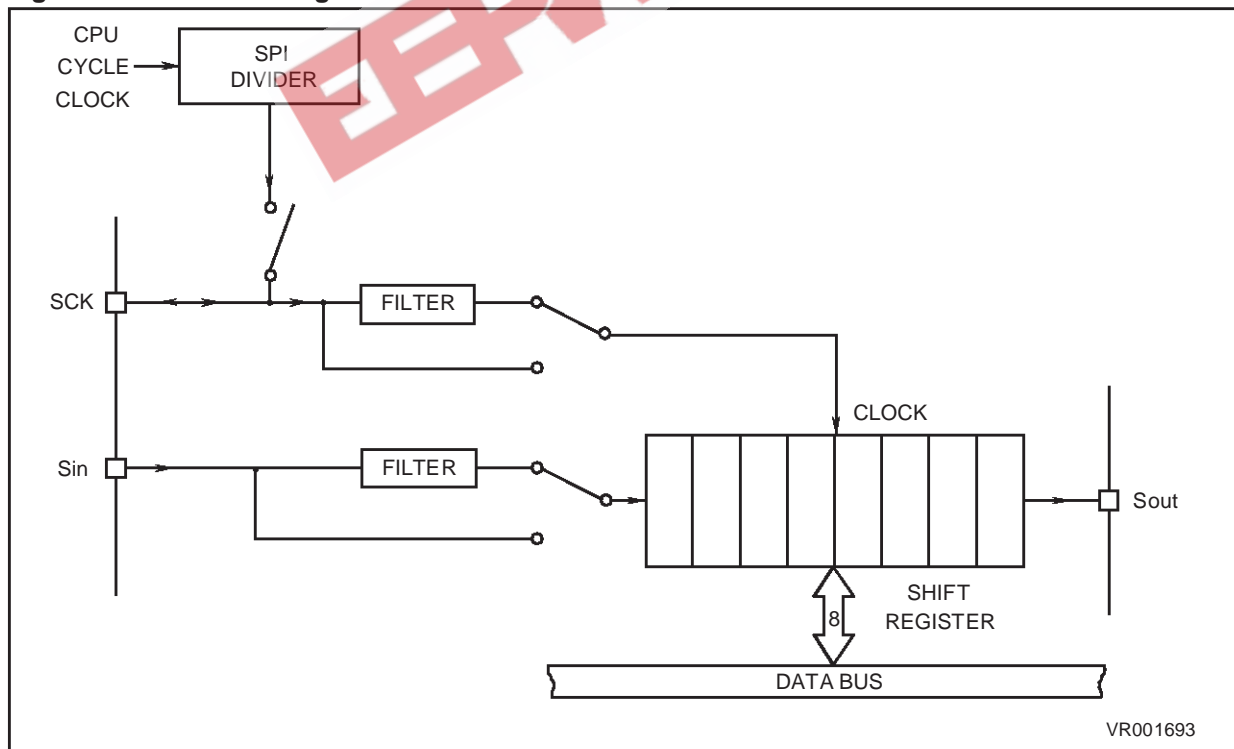 CPU
CYCLE
CLOCK
SPI
DIVIDER
SCK
FILTER
CLOCK
Sin
FILTER
Sout
SHIFT
REGISTER
8
DATA BUS
VR001693